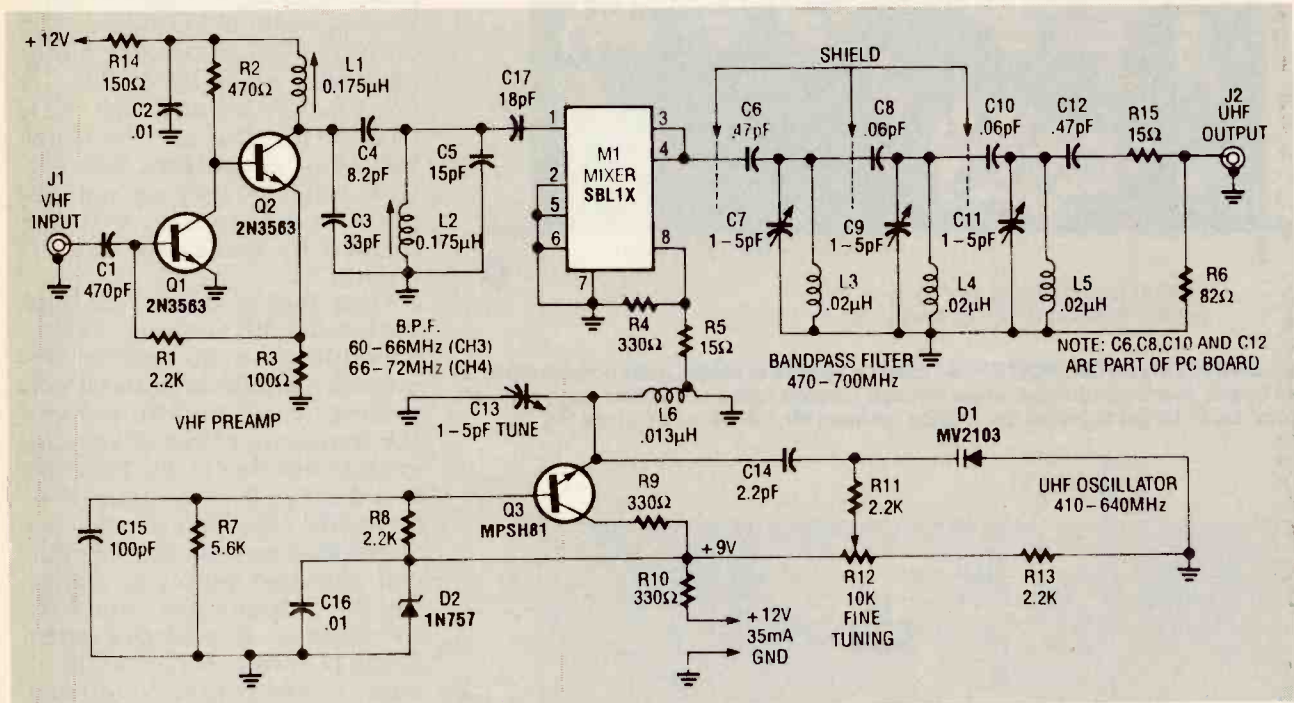 +12V
R14
150Ω
C2
.01
R2
470Ω
L1
0.175μH
J1
VHF
INPUT
C1
470pF
Q1
2N3563
Q2
2N3563
R1
2.2K
R3
100Ω
VHF PREAMP
C4
8.2pF
C3
33pF
L2
0.175μH
C5
15pF
C17
18pF
B.P.F.
60-66MHz (CH3)
66-72MHz (CH4)
1
2
5
6
7
3
4
8
M1
MIXER
SBL1X
R4
330Ω
R5
15Ω
SHIELD
C6
.47pF
C8
.06pF
C10
.06pF
C12
.47pF
R15
15Ω
J2
UHF
OUTPUT
C7
1-5pF
C9
1-5pF
C11
1-5pF
L3
.02μH
L4
.02μH
L5
.02μH
R6
82Ω
BANDPASS FILTER
470-700MHz
NOTE: C6,C8,C10 AND C12
ARE PART OF PC BOARD
C13
1-5pF TUNE
L6
.013μH
D1
MV2103
C14
2.2pF
R11
2.2K
UHF OSCILLATOR
410-640MHz
Q3
MPSH81
R9
330Ω
C15
100pF
R7
5.6K
R8
2.2K
+9V
C16
.01
D2
1N757
R10
330Ω
R12
10K
FINE
TUNING
R13
2.2K
+12V
35mA
GND